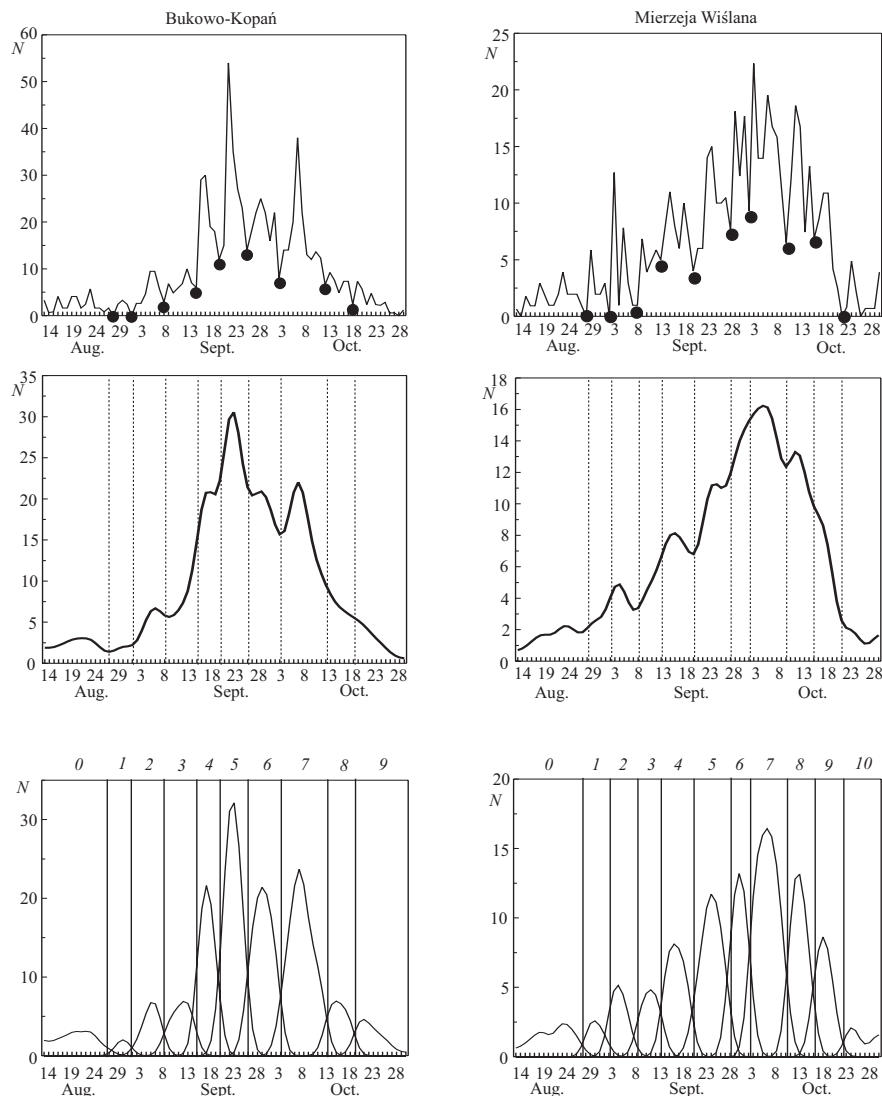 Bukowo-Kopań
Mierzeja Wiślana
60
N
50
40
30
20
10
0
14 19 24 29 3 8 13 18 23 28 3 8 13 18 23 28
Aug. Sept. Oct.
25
N
20
15
10
5
0
14 19 24 29 3 8 13 18 23 28 3 8 13 18 23 28
Aug. Sept. Oct.
35
N
30
25
20
15
10
5
0
14 19 24 29 3 8 13 18 23 28 3 8 13 18 23 28
Aug. Sept. Oct.
18
N
16
14
12
10
8
6
4
2
0
14 19 24 29 3 8 13 18 23 28 3 8 13 18 23 28
Aug. Sept. Oct.
0 1 2 3 4 5 6 7 8 9
N
30
20
10
0
14 19 24 29 3 8 13 18 23 28 3 8 13 18 23 28
Aug. Sept. Oct.
0 1 2 3 4 5 6 7 8 9 10
20
N
15
10
5
0
14 19 24 29 3 8 13 18 23 28 3 8 13 18 23 28
Aug. Sept. Oct.